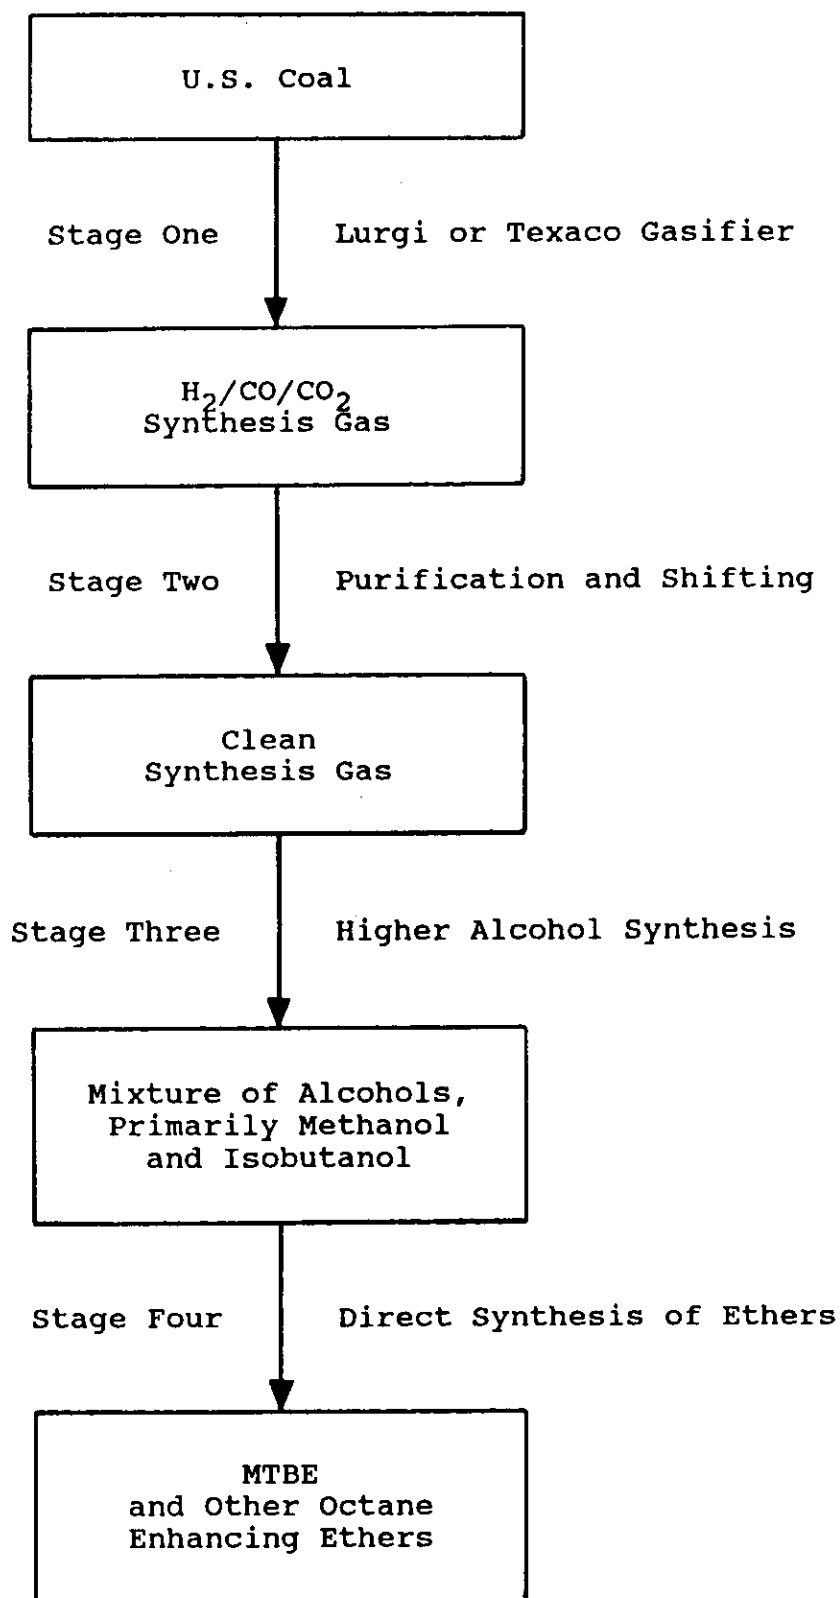 U.S. Coal
Stage One
Lurgi or Texaco Gasifier
H₂/CO/CO₂
Synthesis Gas
Stage Two
Purification and Shifting
Clean
Synthesis Gas
Stage Three
Higher Alcohol Synthesis
Mixture of Alcohols,
Primarily Methanol
and Isobutanol
Stage Four
Direct Synthesis of Ethers
MTBE
and Other Octane
Enhancing Ethers